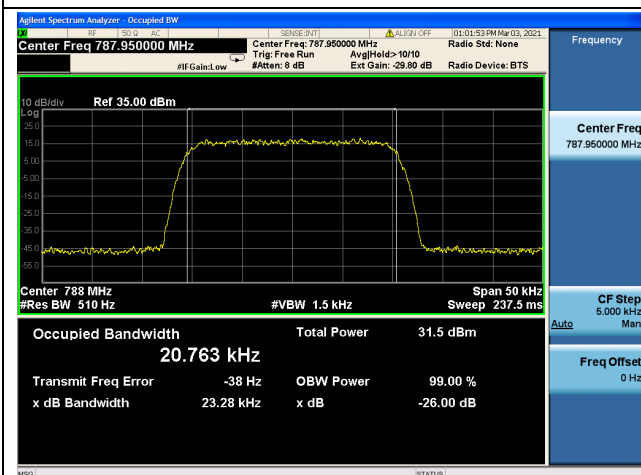 Agilent Spectrum Analyzer - Occupied BW
LXI RF 50 Ω AC SENSE:INT ALIGN OFF 01:01:53 PM Mar 03, 2021
Center Freq 787.950000 MHz Center Freq: 787.950000 MHz Radio Std: None Frequency
Trig: Free Run Avg|Hold:>10/10
#IFGain:Low #Atten: 8 dB Ext Gain: -29.80 dB Radio Device: BTS
10 dB/div Ref 35.00 dBm
Log
25.0
15.0
5.00
-5.00
-15.0
-25.0
-35.0
-45.0
-55.0
Center Freq
787.950000 MHz
Center 788 MHz Span 50 kHz
#Res BW 510 Hz #VBW 1.5 kHz Sweep 237.5 ms
CF Step
5.000 kHz
Auto Man
Occupied Bandwidth Total Power 31.5 dBm
20.763 kHz
Transmit Freq Error -38 Hz OBW Power 99.00 %
x dB Bandwidth 23.28 kHz x dB -26.00 dB
Freq Offset
0 Hz
MSG STATUS